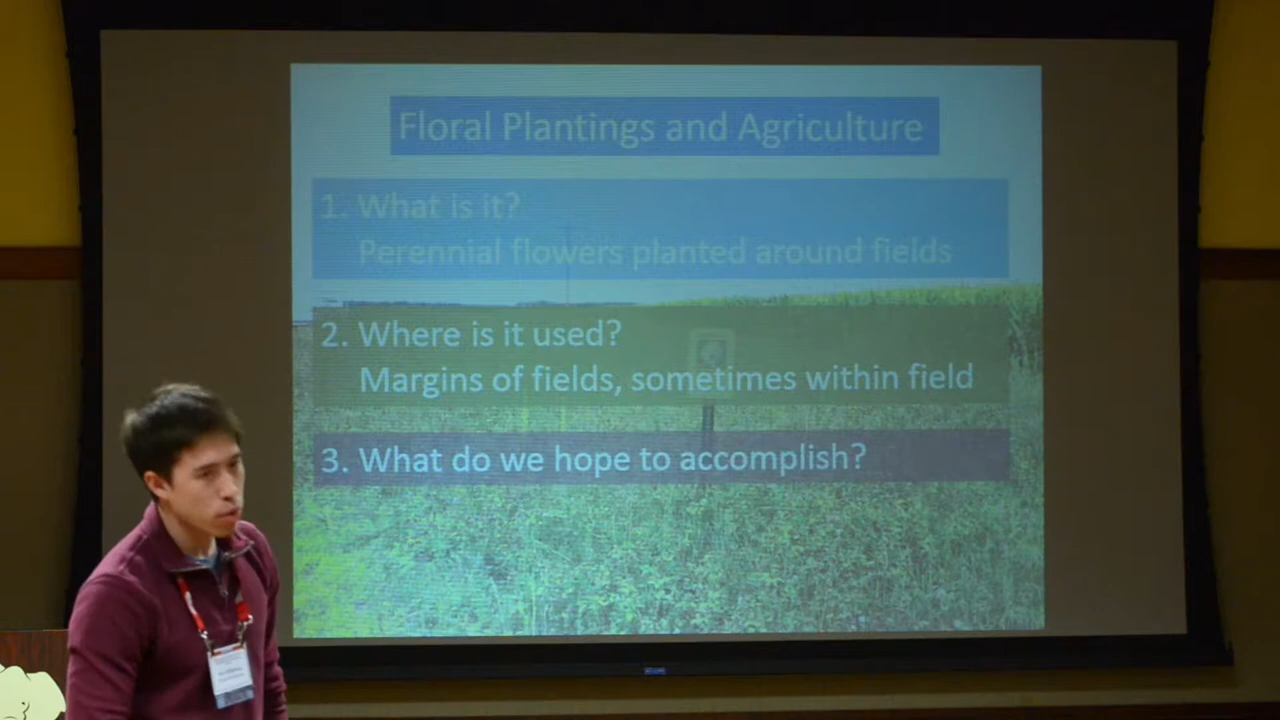 Floral Plantings and Agriculture
1. What is it?
Perennial flowers planted around fields
2. Where is it used?
Margins of fields, sometimes within field
3. What do we hope to accomplish?